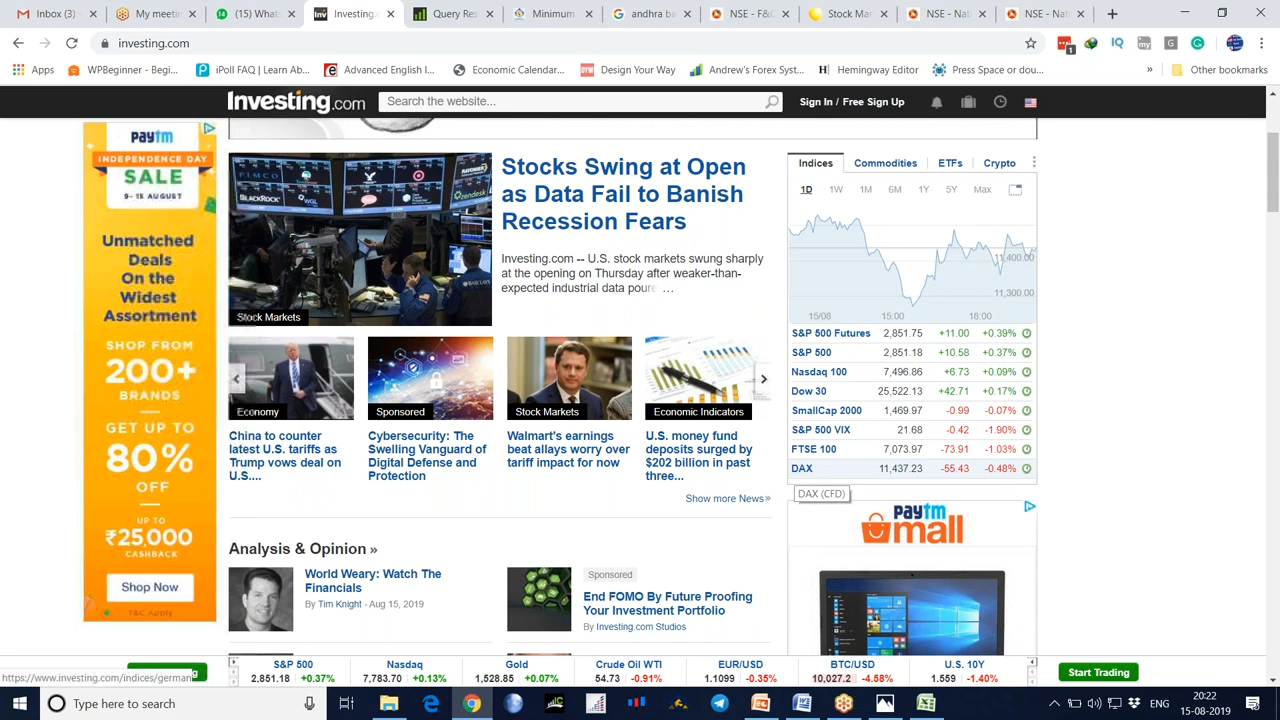 My meetin
(15) Whats
Investing.c
Query Res
Minimum
andhra ba
NSE - F&C
Stock Mar
NSE - Nati
NSE - Nati
investing.com
Apps
WPBeginner - Begi...
iPoll FAQ | Learn Ab...
Advanced English I...
Economic Calendar...
Design Your Way
Andrew's Forex Syst...
Hemingway Editor
Press Space or dou...
»
Other bookmarks
Investing.com
Search the website...
Sign In / Free Sign Up
paytm
INDEPENDENCE DAY
SALE
Unmatched
Deals
On the
Widest
Assortment
SHOP FROM
200+
BRANDS
GET UP TO
80%
OFF
UP TO
₹25,000
CASHBACK
Shop Now
T&C Apply
PIMCO
BLACKROCK
WGL
zendesk
BARCLAYS
Stock Markets
Stocks Swing at Open
as Data Fail to Banish
Recession Fears
Investing.com -- U.S. stock markets swung sharply
at the opening on Thursday after weaker-than-
expected industrial data poure ...
Economy
China to counter
latest U.S. tariffs as
Trump vows deal on
U.S....
Sponsored
Cybersecurity: The
Swelling Vanguard of
Digital Defense and
Protection
Stock Markets
Walmart's earnings
beat allays worry over
tariff impact for now
Economic Indicators
U.S. money fund
deposits surged by
$202 billion in past
three...
Show more News»
Analysis & Opinion »
World Weary: Watch The
Financials
By Tim Knight - Aug 15, 2019
Sponsored
End FOMO By Future Proofing
Your Investment Portfolio
By Investing.com Studios
Indices Commodities ETFs Crypto
1D 1M 6M 1Y 5Y Max
11,400.00
11,300.00
15/08 15:00 18:00
S&P 500 Futures 2,851.75 +11.00 +0.39%
S&P 500 2,851.18 +10.58 +0.37%
Nasdaq 100 7,496.86 +6.73 +0.09%
Dow 30 25,522.13 +42.71 +0.17%
SmallCap 2000 1,469.97 -0.99 -0.07%
S&P 500 VIX 21.68 -0.42 -1.90%
FTSE 100 7,073.97 -73.91 -1.03%
DAX 11,437.23 -55.43 -0.48%
DAX (CFD)
paytm
mall
S&P 500 Nasdaq Gold Crude Oil WTI EUR/USD BTC/USD U.S. 10Y
2,851.18 +0.37% 7,783.70 +0.13% 1,528.85 +0.07% 54.73 -0.91% 1.1099 -0.35% 10,027.2 -4.58% 1.559 -1.40%
Start Trading
https://www.investing.com/indices/german
Type here to search
ENG
20:22
15-08-2019